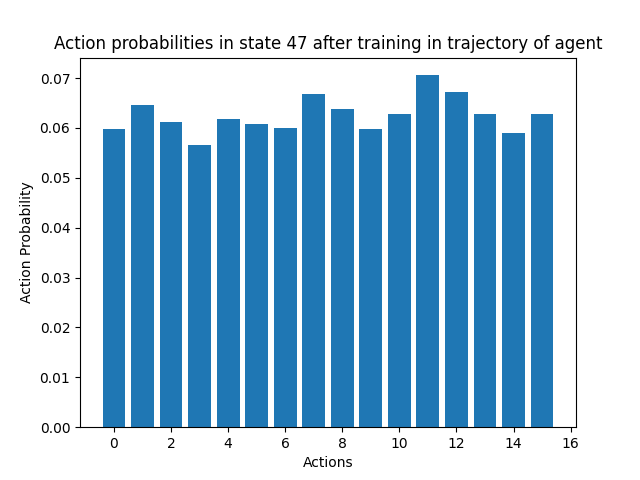 Action probabilities in state 47 after training in trajectory of agent
0.07
0.06
0.05
0.04
0.03
0.02
0.01
0.00
Action Probability
0 2 4 6 8 10 12 14 16
Actions